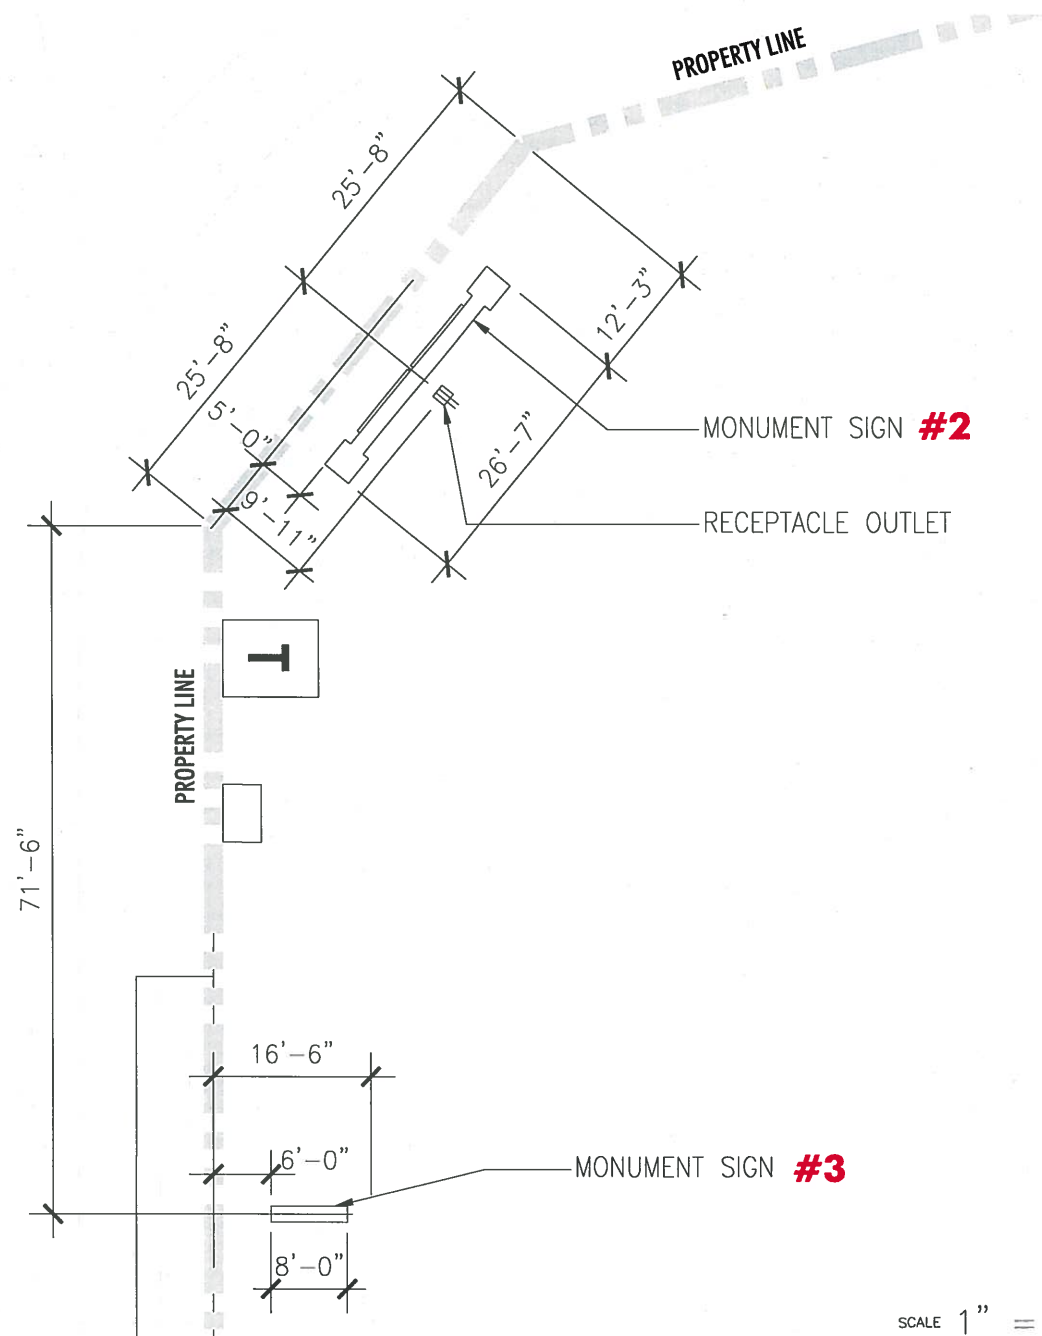 PROPERTY LINE
25'-8"
25'-8"
12'-3"
5'-0"
MONUMENT SIGN #2
26'-7"
9'-11"
RECEPTACLE OUTLET
T
PROPERTY LINE
71'-6"
16'-6"
6'-0"
MONUMENT SIGN #3
8'-0"
SCALE 1" =